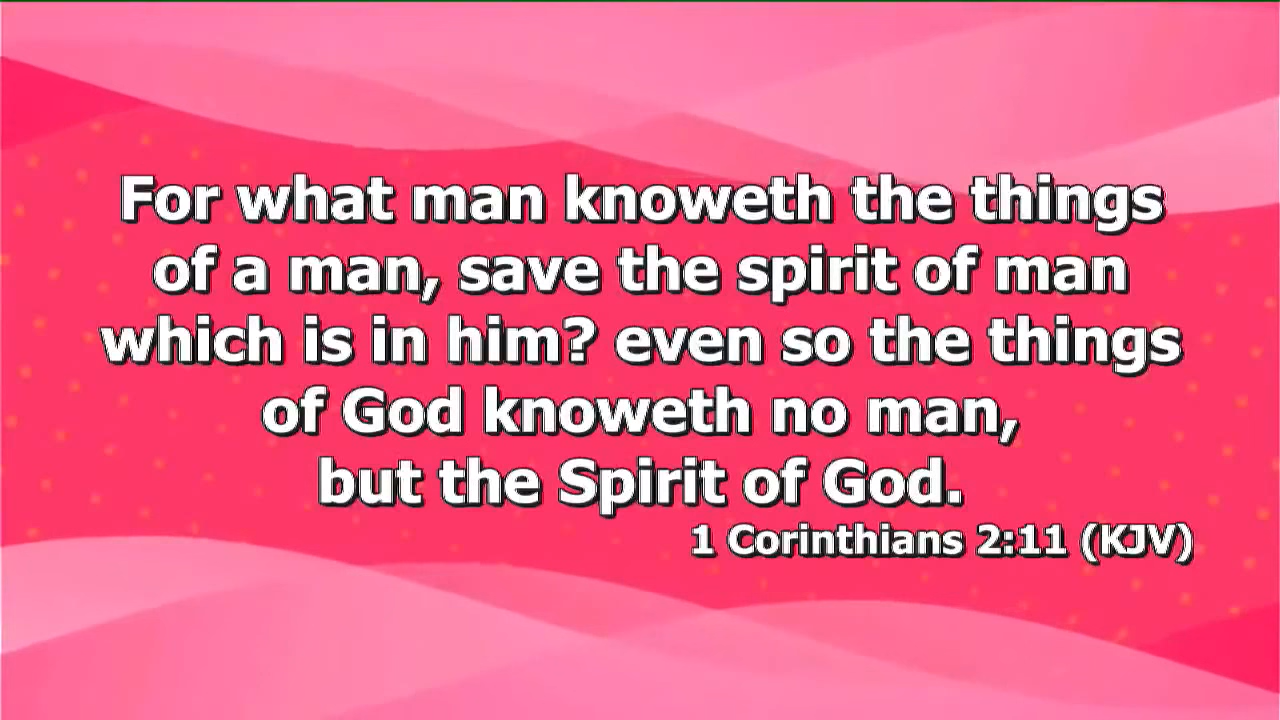 For what man knoweth the things
of a man, save the spirit of man
which is in him? even so the things
of God knoweth no man,
but the Spirit of God.
1 Corinthians 2:11 (KJV)